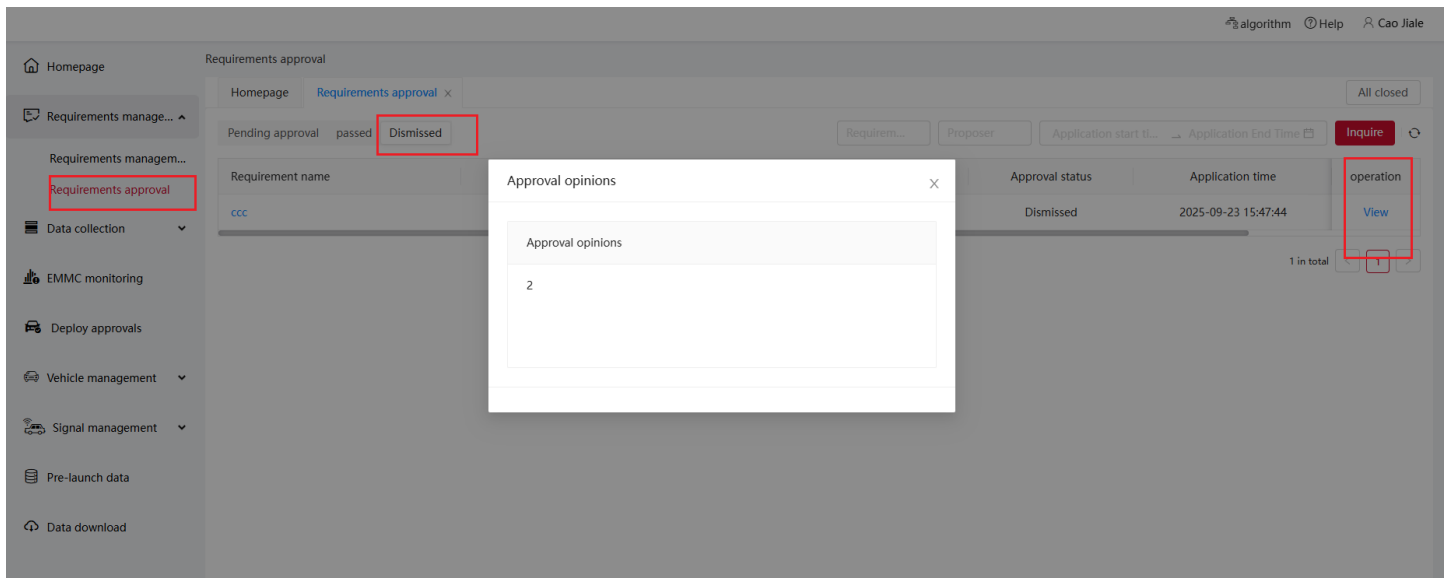 algorithm Help Cao Jiale
Homepage
Requirements manage...
Requirements managem...
Requirements approval
Data collection
EMMC monitoring
Deploy approvals
Vehicle management
Signal management
Pre-launch data
Data download
Requirements approval
Homepage Requirements approval All closed
Pending approval passed Dismissed Requirem... Proposer Application start ti... Application End Time Inquire
Requirement name Approval status Application time operation
ccc Dismissed 2025-09-23 15:47:44 View
1 in total 1
Approval opinions
Approval opinions
2